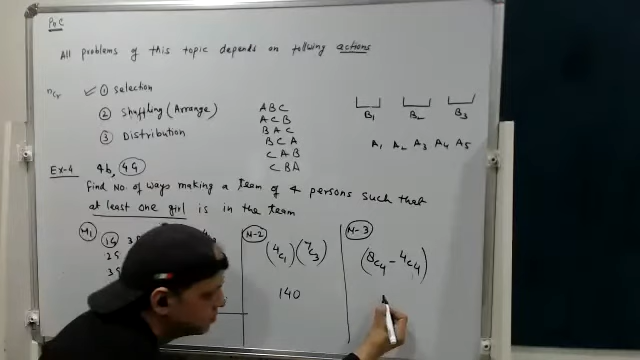 PnC
All problems of this topic depends on following actions
nCr ✓ ① Selection
② Shuffling (Arrange)
③ Distribution
ABC
ACB
BAC
BCA
CAB
CBA
B1 B2 B3
A1 A2 A3 A4 A5
Ex-4 4b, 4G
Find No. of ways making a team of 4 persons such that
at least one girl is in the team
M1 1G 3
2G
3G
M-2
(4C1)(7C3)
140
M-3
(8C4 - 4C4)